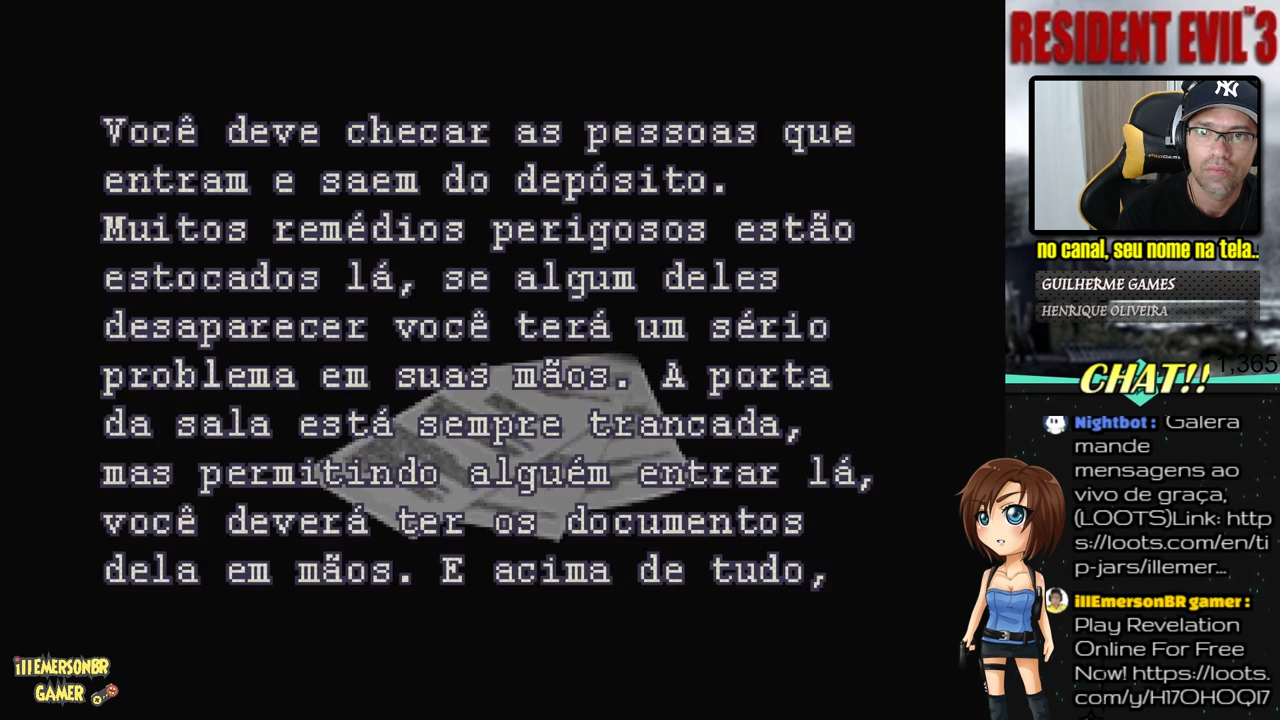 Você deve checar as pessoas que
entram e saem do depósito.
Muitos remédios perigosos estão
estocados lá, se algum deles
desaparecer você terá um sério
problema em suas mãos. A porta
da sala está sempre trancada,
mas permitindo alguém entrar lá,
você deverá ter os documentos
dela em mãos. E acima de tudo,
illEMERSONBR
GAMER
RESIDENT EVIL 3
NY
no canal, seu nome na tela..
GUILHERME GAMES
HENRIQUE OLIVEIRA
1,365
CHAT!!
Nightbot : Galera
mande
mensagens ao
vivo de graça,
(LOOTS)Link: http
s://loots.com/en/ti
p-jars/illemer...
illEmersonBR gamer :
Play Revelation
Online For Free
Now! https://loots.
com/y/H17OHOQI7